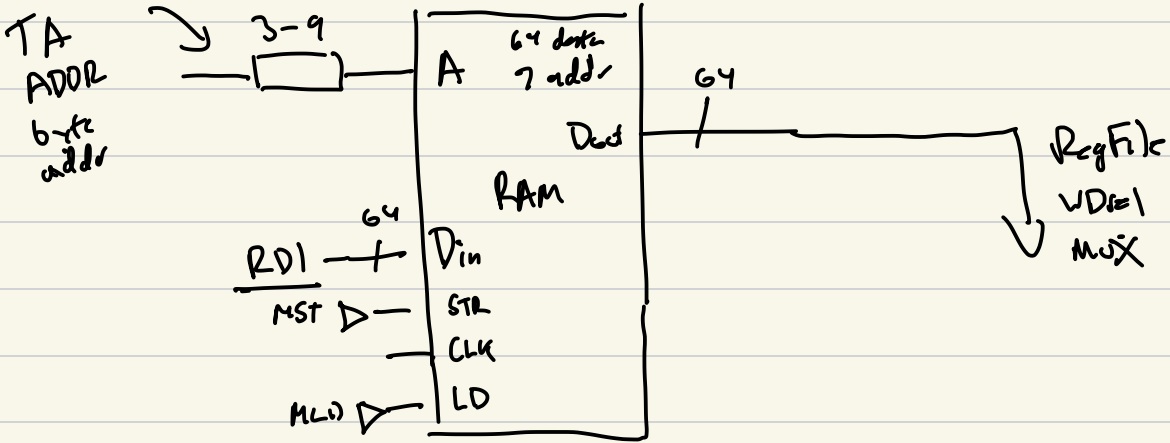 TA
ADDR
byte
addr
3-9
A
64 data
7 addr
64
Dout
RAM
RegFile
WDsel
MUX
64
RD1
Din
MST
STR
CLK
MLD
LD